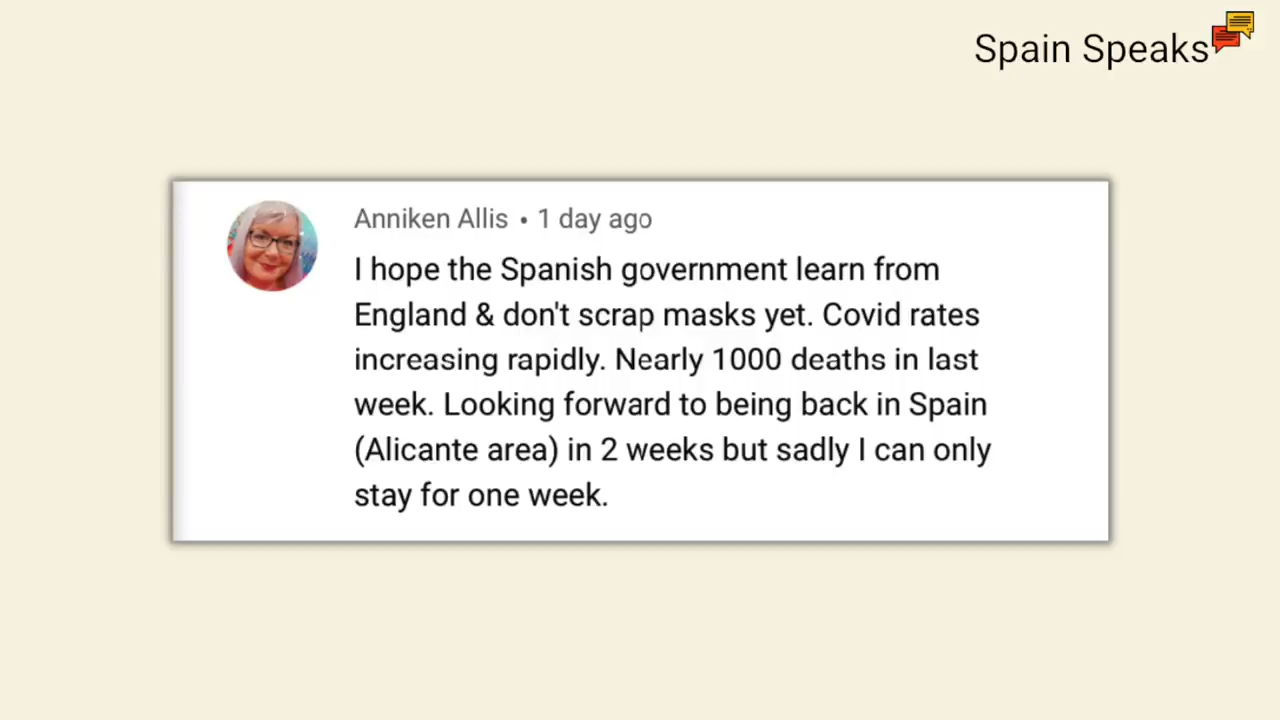 Spain Speaks
Anniken Allis • 1 day ago
I hope the Spanish government learn from
England & don't scrap masks yet. Covid rates
increasing rapidly. Nearly 1000 deaths in last
week. Looking forward to being back in Spain
(Alicante area) in 2 weeks but sadly I can only
stay for one week.